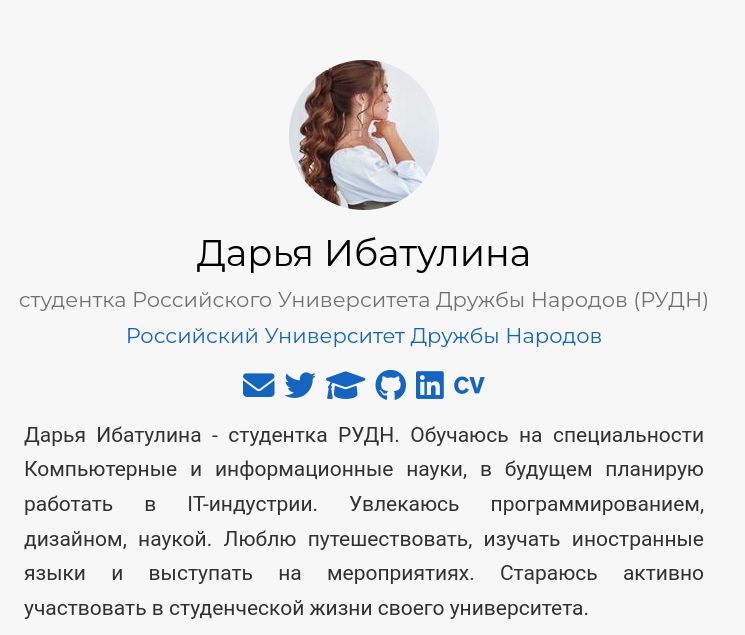 Дарья Ибатулина
студентка Российского Университета Дружбы Народов (РУДН)
Российский Университет Дружбы Народов
CV
Дарья Ибатулина - студентка РУДН. Обучаюсь на специальности
Компьютерные и информационные науки, в будущем планирую
работать в IT-индустрии. Увлекаюсь программированием,
дизайном, наукой. Люблю путешествовать, изучать иностранные
языки и выступать на мероприятиях. Стараюсь активно
участвовать в студенческой жизни своего университета.